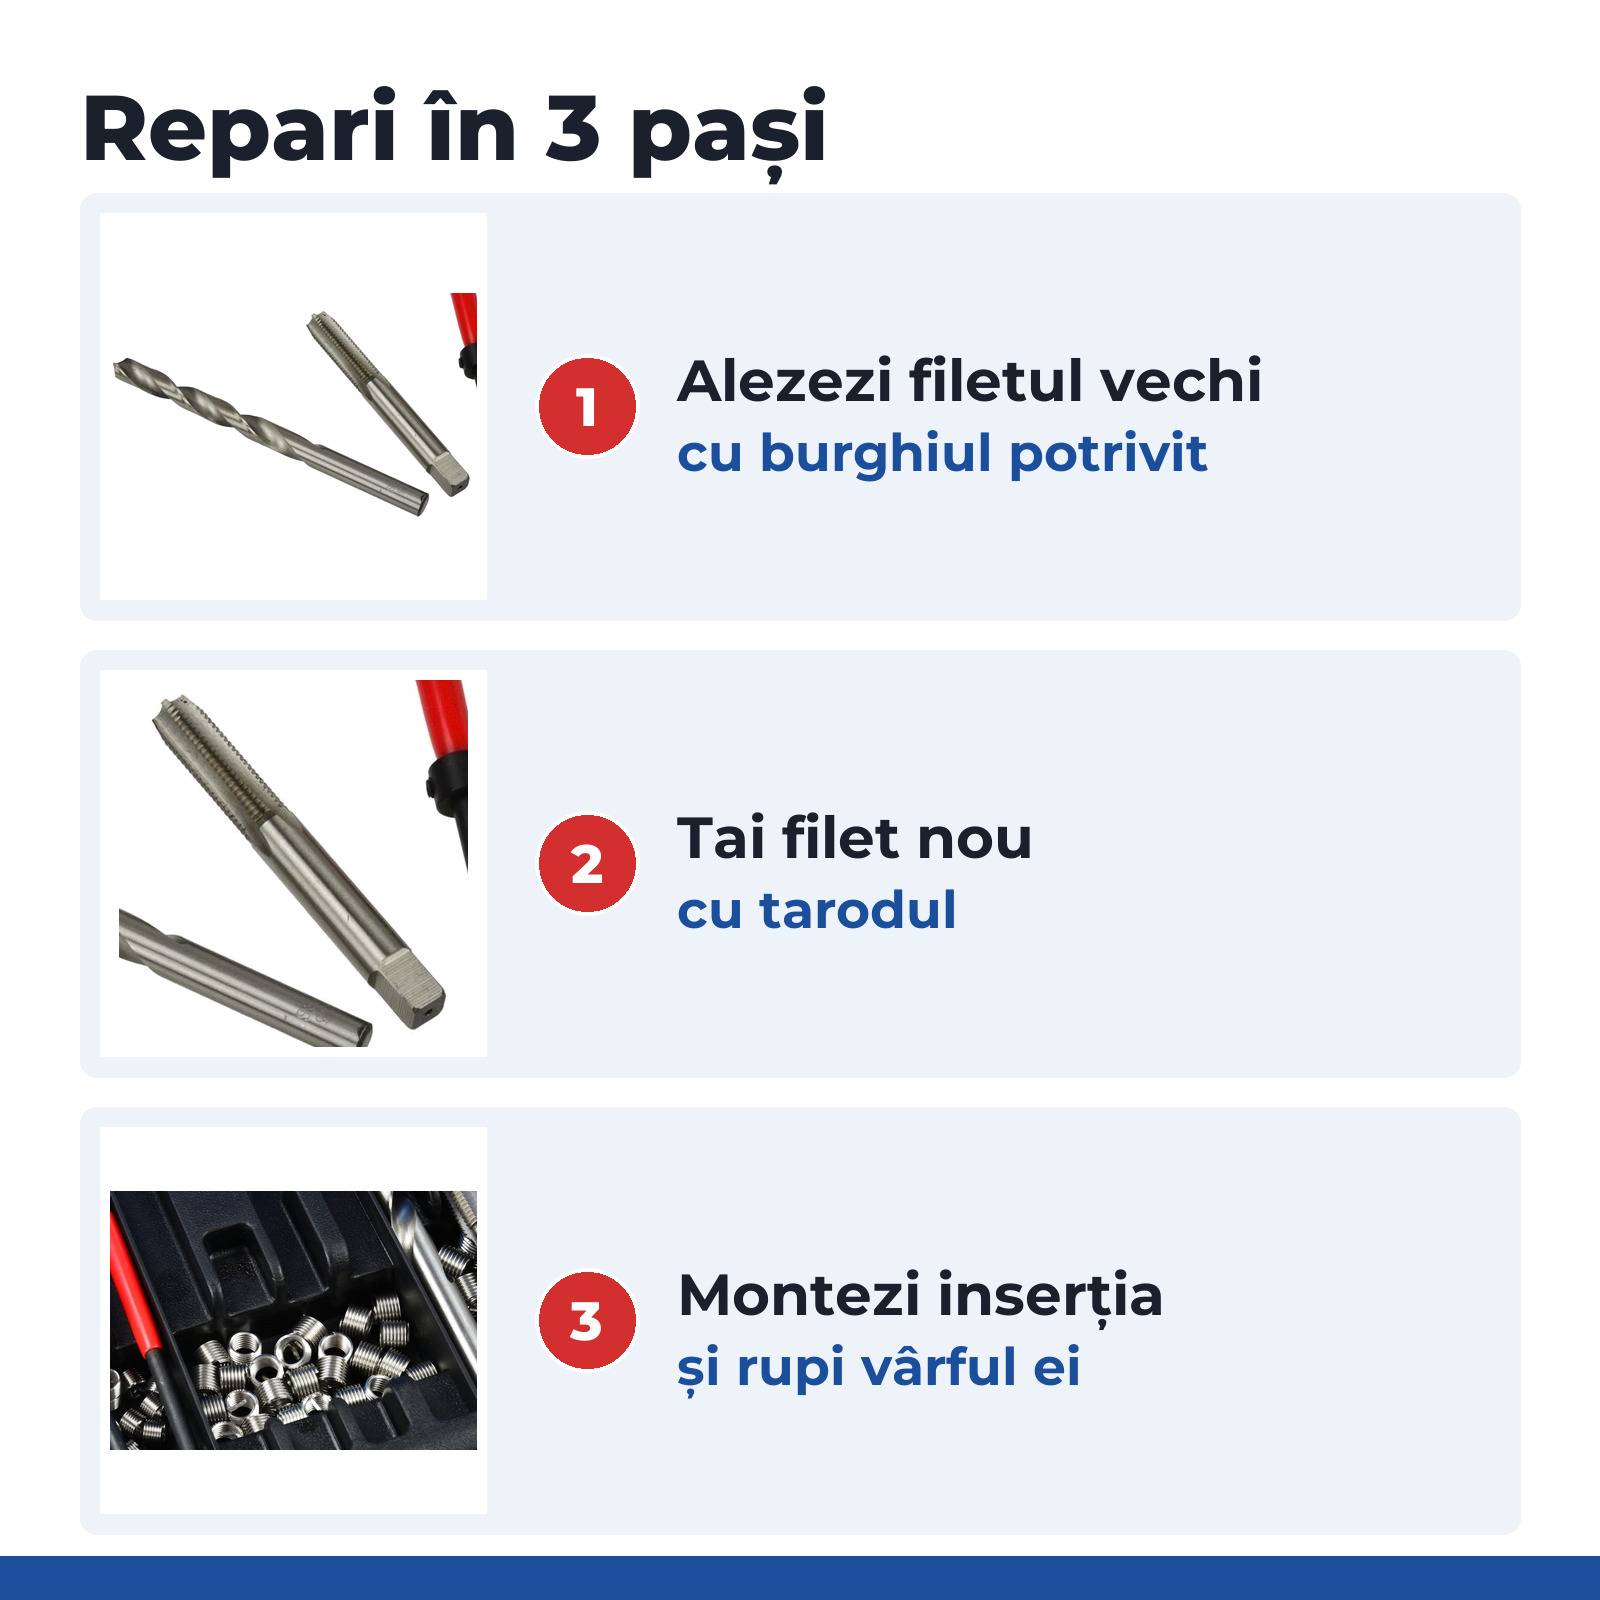 Repari în 3 pași
1
Alezezi filetul vechi
cu burghiul potrivit
2
Tai filet nou
cu tarodul
3
Montezi inserția
și rupi vârful ei